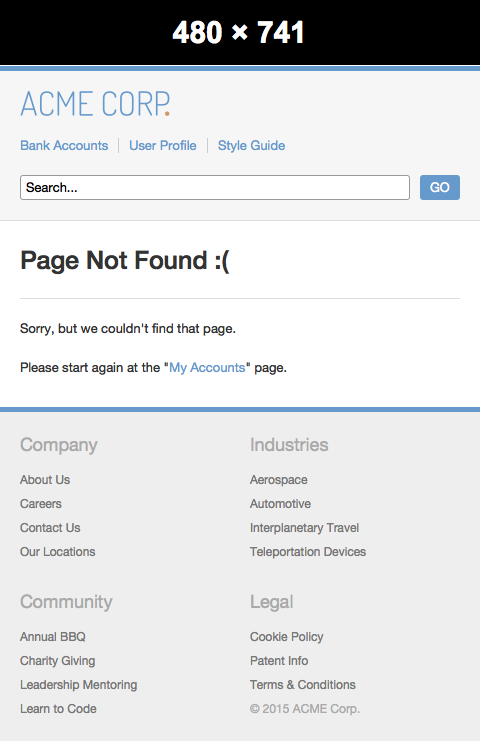 480 × 741
ACME CORP.
Bank Accounts User Profile Style Guide
Search... GO
Page Not Found :(
Sorry, but we couldn't find that page.
Please start again at the "My Accounts" page.
Company
About Us
Careers
Contact Us
Our Locations
Industries
Aerospace
Automotive
Interplanetary Travel
Teleportation Devices
Community
Annual BBQ
Charity Giving
Leadership Mentoring
Learn to Code
Legal
Cookie Policy
Patent Info
Terms & Conditions
© 2015 ACME Corp.